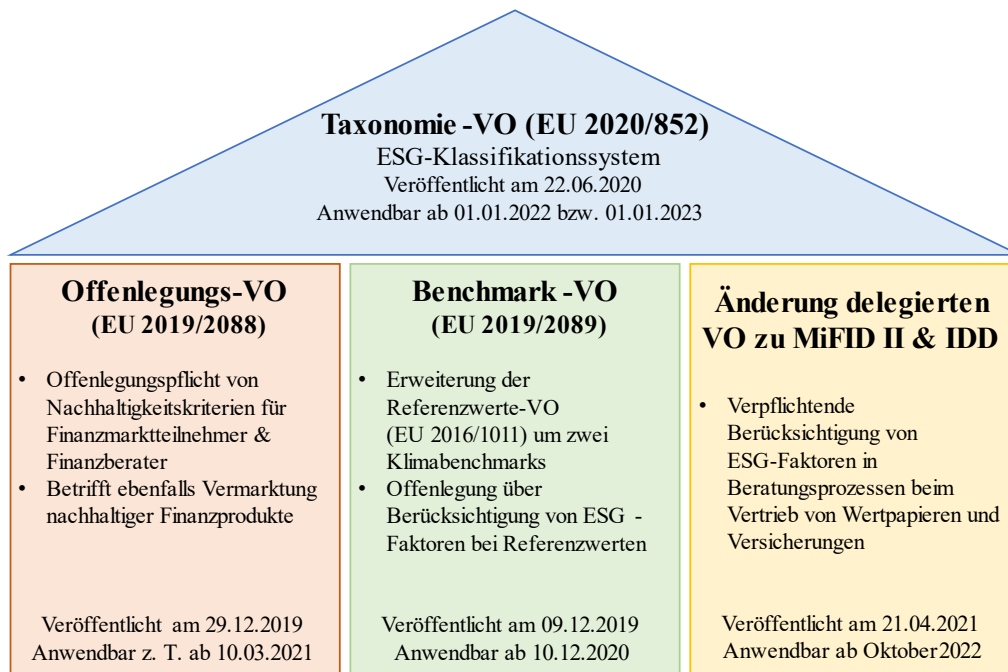 Taxonomie -VO (EU 2020/852)
ESG-Klassifikationssystem
Veröffentlicht am 22.06.2020
Anwendbar ab 01.01.2022 bzw. 01.01.2023
Offenlegungs-VO
(EU 2019/2088)
• Offenlegungspflicht von
Nachhaltigkeitskriterien für
Finanzmarktteilnehmer &
Finanzberater
• Betrifft ebenfalls Vermarktung
nachhaltiger Finanzprodukte
Veröffentlicht am 29.12.2019
Anwendbar z. T. ab 10.03.2021
Benchmark -VO
(EU 2019/2089)
• Erweiterung der
Referenzwerte-VO
(EU 2016/1011) um zwei
Klimabenchmarks
• Offenlegung über
Berücksichtigung von ESG -
Faktoren bei Referenzwerten
Veröffentlicht am 09.12.2019
Anwendbar ab 10.12.2020
Änderung delegierten
VO zu MiFID II & IDD
• Verpflichtende
Berücksichtigung von
ESG-Faktoren in
Beratungsprozessen beim
Vertrieb von Wertpapieren und
Versicherungen
Veröffentlicht am 21.04.2021
Anwendbar ab Oktober 2022